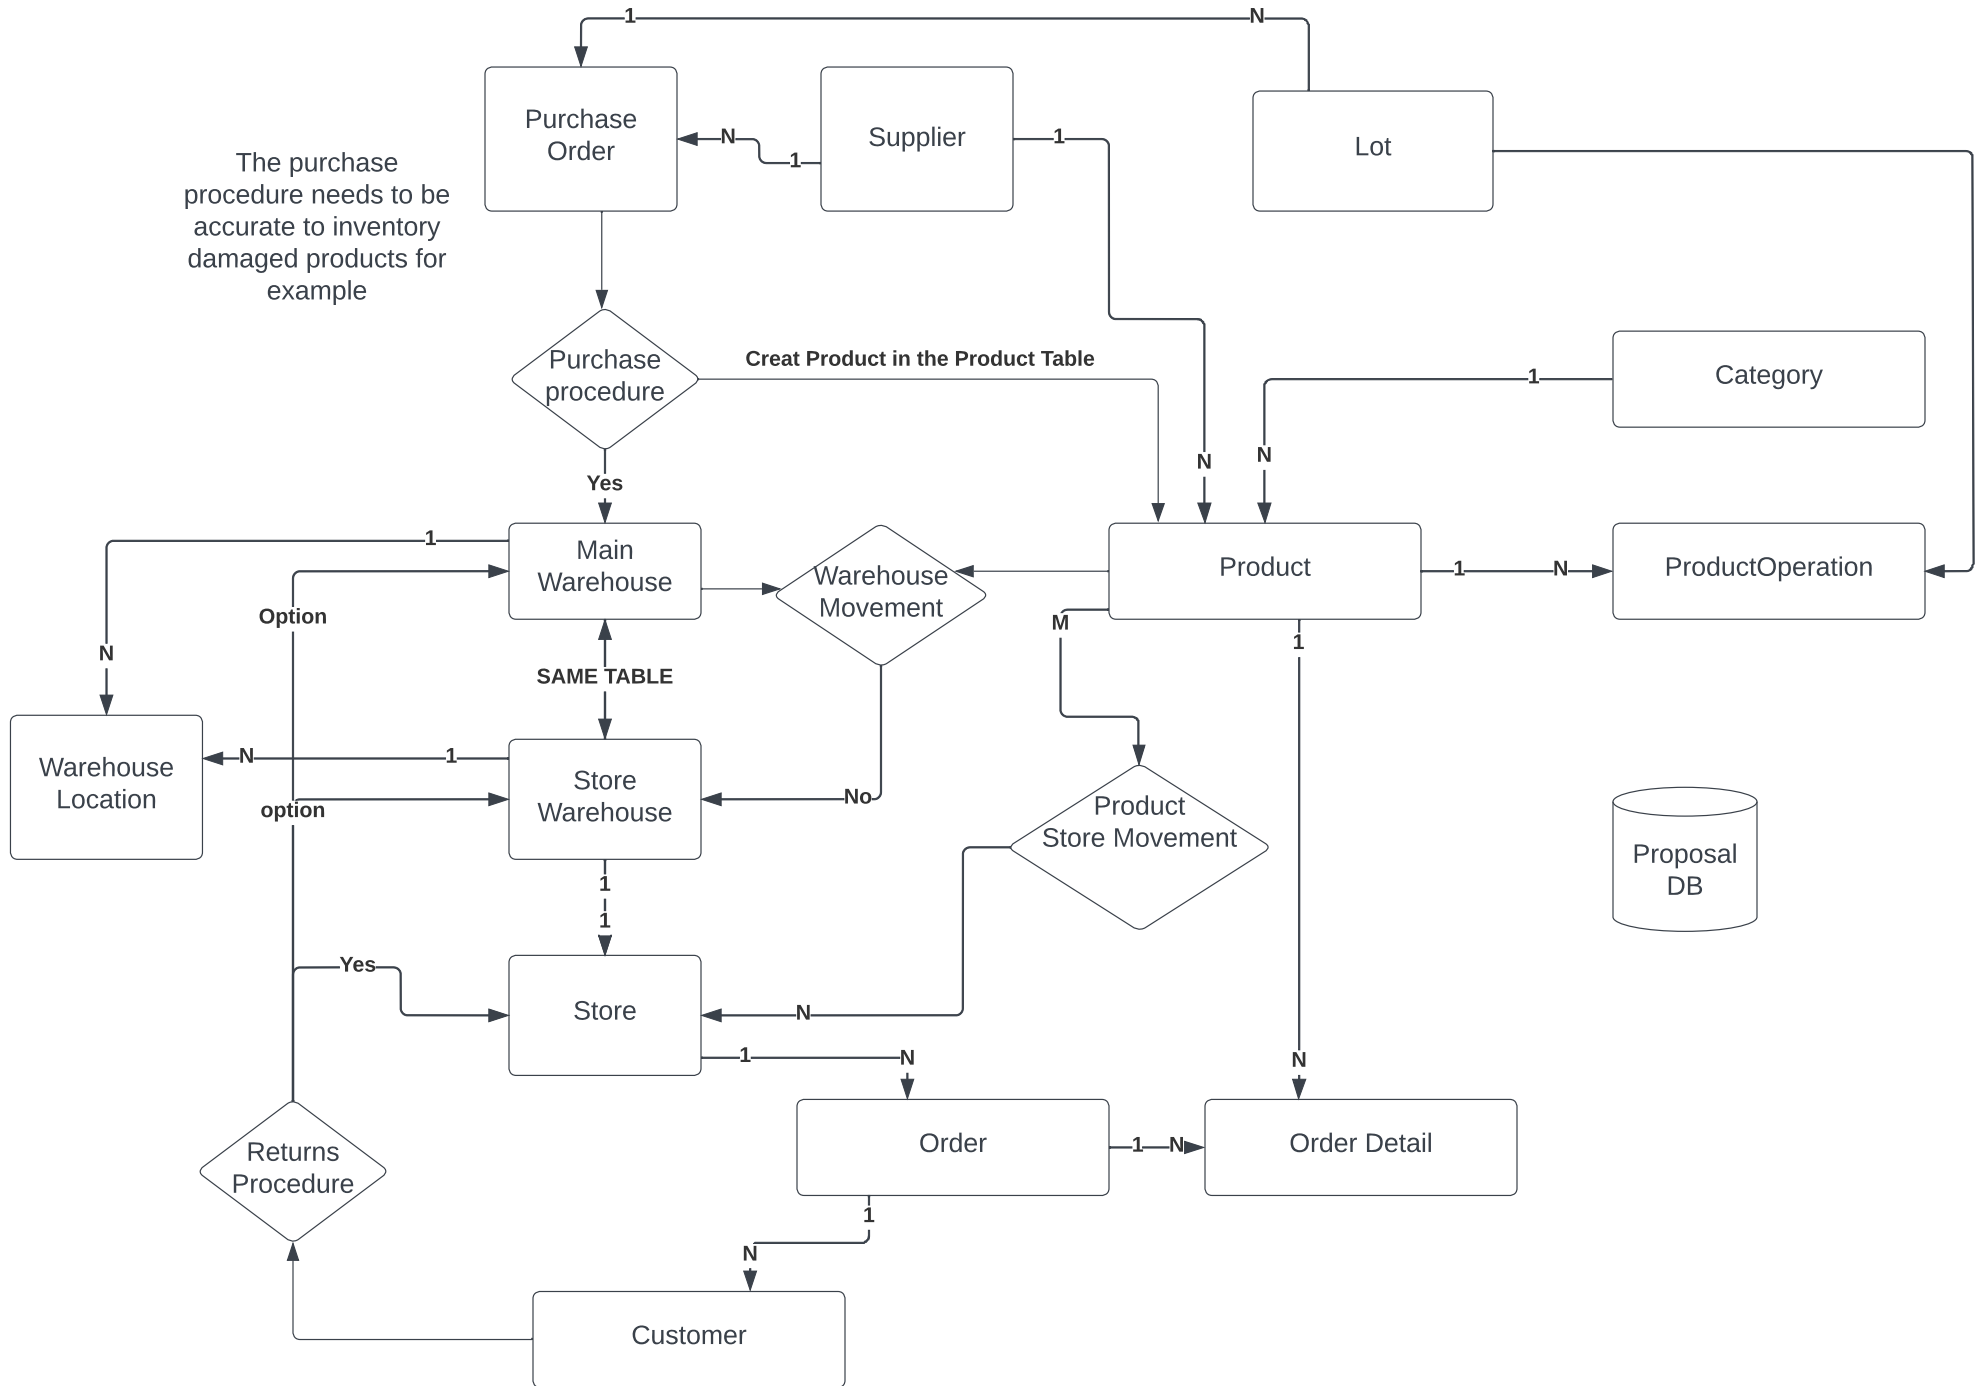 1
N
Purchase
Order
N
1
Supplier
1
Lot
The purchase
procedure needs to be
accurate to inventory
damaged products for
example
Purchase
procedure
Creat Product in the Product Table
Category
1
N
N
Yes
1
Main
Warehouse
Warehouse
Movement
Product
1
N
ProductOperation
Option
M
1
N
SAME TABLE
Warehouse
Location
N
1
option
Store
Warehouse
No
Product
Store Movement
Proposal
DB
1
1
Yes
Store
N
1
N
N
Returns
Procedure
Order
1
N
Order Detail
1
N
Customer